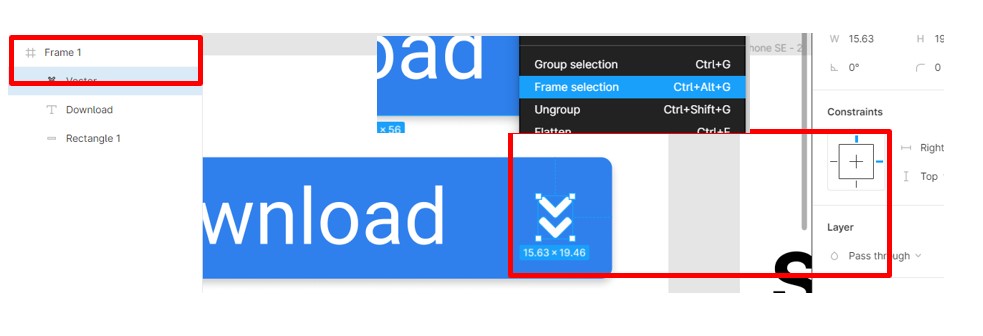 Frame 1
Vector
Download
Rectangle 1
oad
× 56
Group selection Ctrl+G
Frame selection Ctrl+Alt+G
Ungroup Ctrl+Shift+G
Flatten Ctrl+E
hone SE - 2
wnload
15.63 × 19.46
W 15.63 H 19
0° 0
Constraints
Right
Top
Layer
Pass through
S